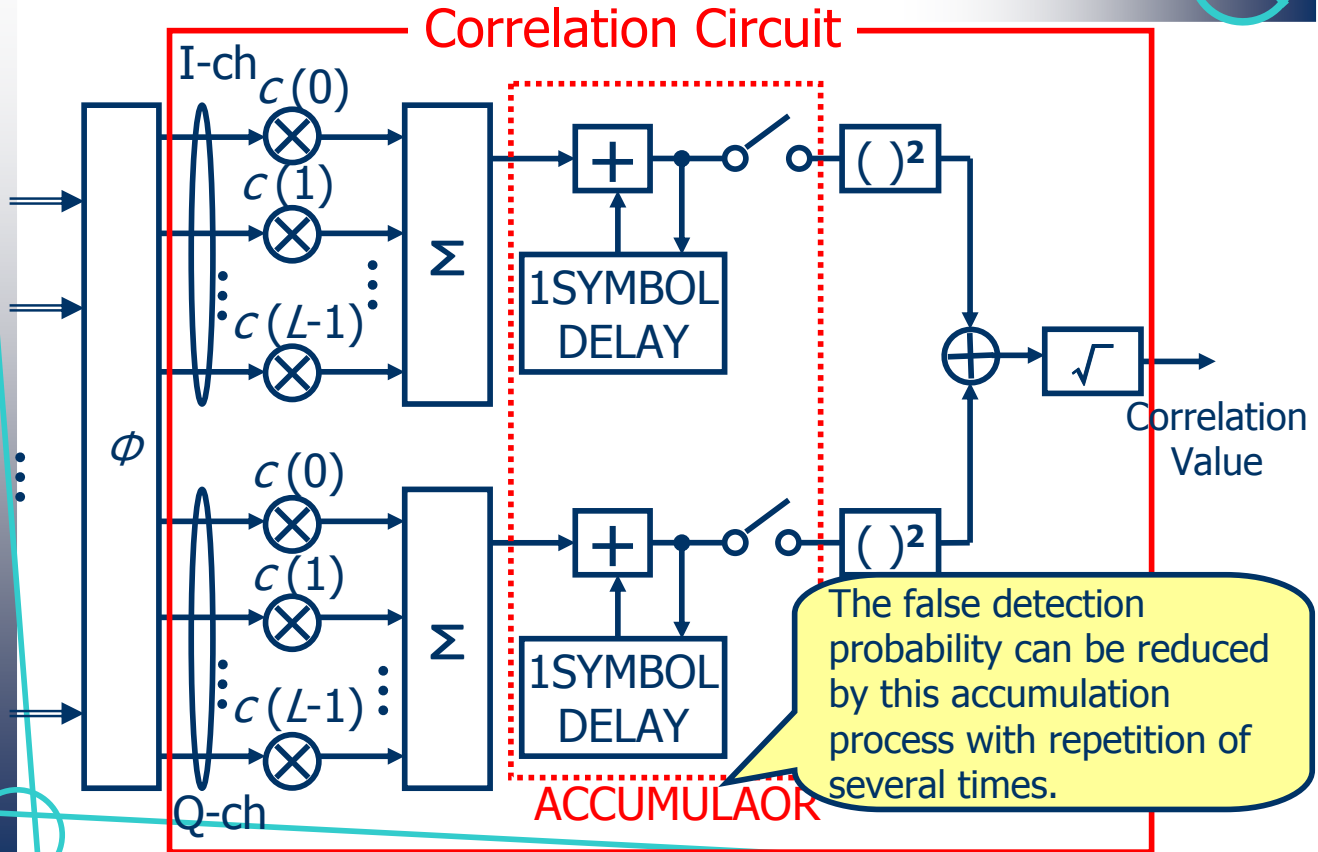 Correlation Circuit
I-ch
c (0)
c (1)
c (L-1)
Σ
+
1SYMBOL
DELAY
( )²
Φ
√
Correlation
Value
c (0)
c (1)
c (L-1)
Σ
+
1SYMBOL
DELAY
( )²
Q-ch
ACCUMULAOR
The false detection
probability can be reduced
by this accumulation
process with repetition of
several times.